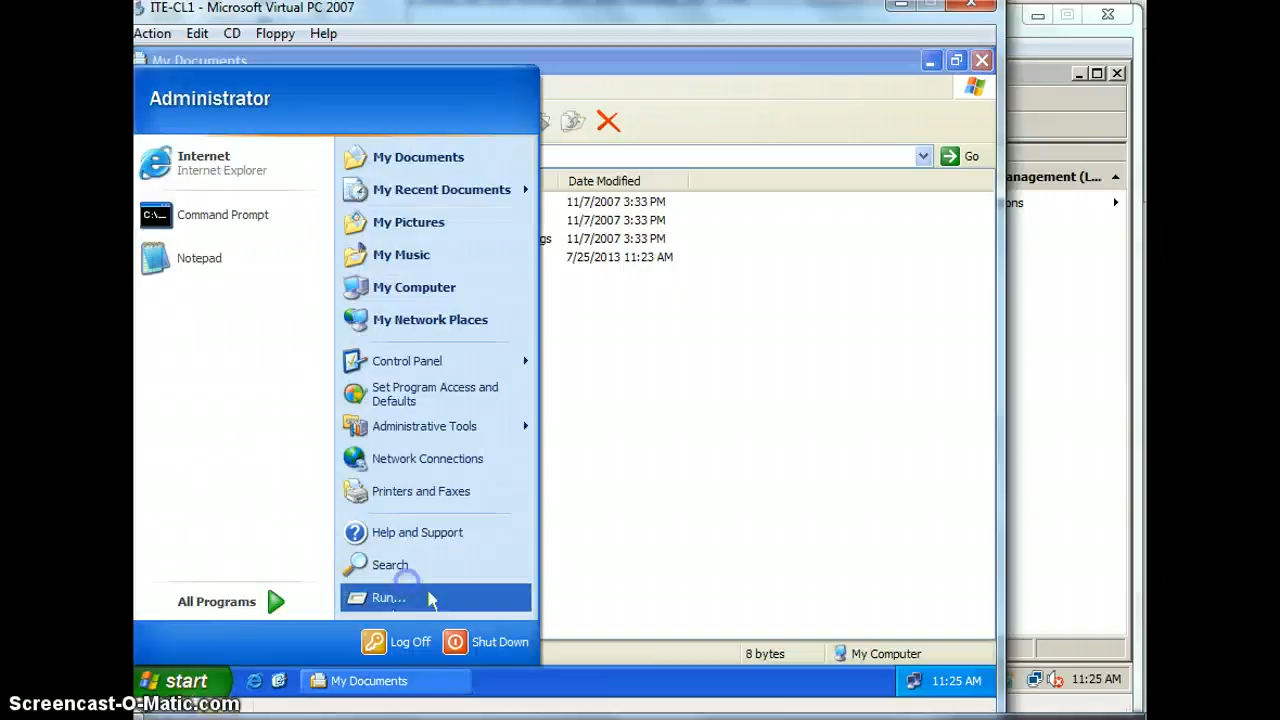 ITE-CL1 - Microsoft Virtual PC 2007
Action Edit CD Floppy Help
My Documents
Administrator
Internet
Internet Explorer
Command Prompt
Notepad
All Programs
My Documents
My Recent Documents
My Pictures
My Music
My Computer
My Network Places
Control Panel
Set Program Access and
Defaults
Administrative Tools
Network Connections
Printers and Faxes
Help and Support
Search
Run...
Log Off Shut Down
Go
Date Modified
11/7/2007 3:33 PM
11/7/2007 3:33 PM
gs 11/7/2007 3:33 PM
7/25/2013 11:23 AM
8 bytes My Computer
start My Documents 11:25 AM
anagement (L...
ons
11:25 AM
Screencast-O-Matic.com